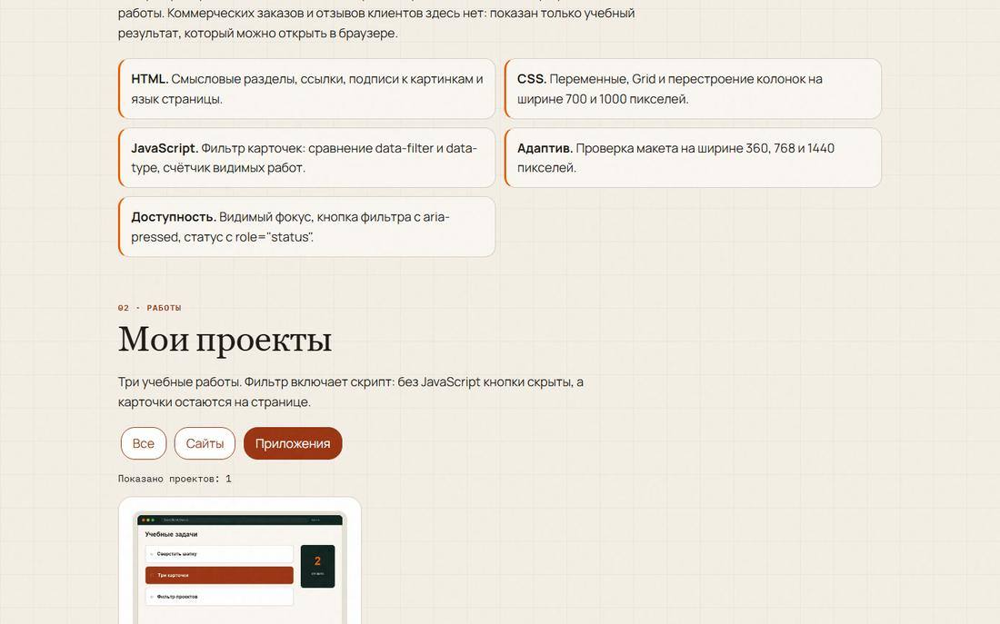 работы. Коммерческих заказов и отзывов клиентов здесь нет: показан только учебный
результат, который можно открыть в браузере.
HTML. Смысловые разделы, ссылки, подписи к картинкам и
язык страницы.
CSS. Переменные, Grid и перестроение колонок на
ширине 700 и 1000 пикселей.
JavaScript. Фильтр карточек: сравнение data-filter и data-
type, счётчик видимых работ.
Адаптив. Проверка макета на ширине 360, 768 и 1440
пикселей.
Доступность. Видимый фокус, кнопка фильтра с aria-
pressed, статус с role="status".
02 · РАБОТЫ
Мои проекты
Три учебные работы. Фильтр включает скрипт: без JavaScript кнопки скрыты, а
карточки остаются на странице.
Все
Сайты
Приложения
Показано проектов: 1
Учебные задачи
Сверстать шапку
Три карточки
Фильтр проектов
2